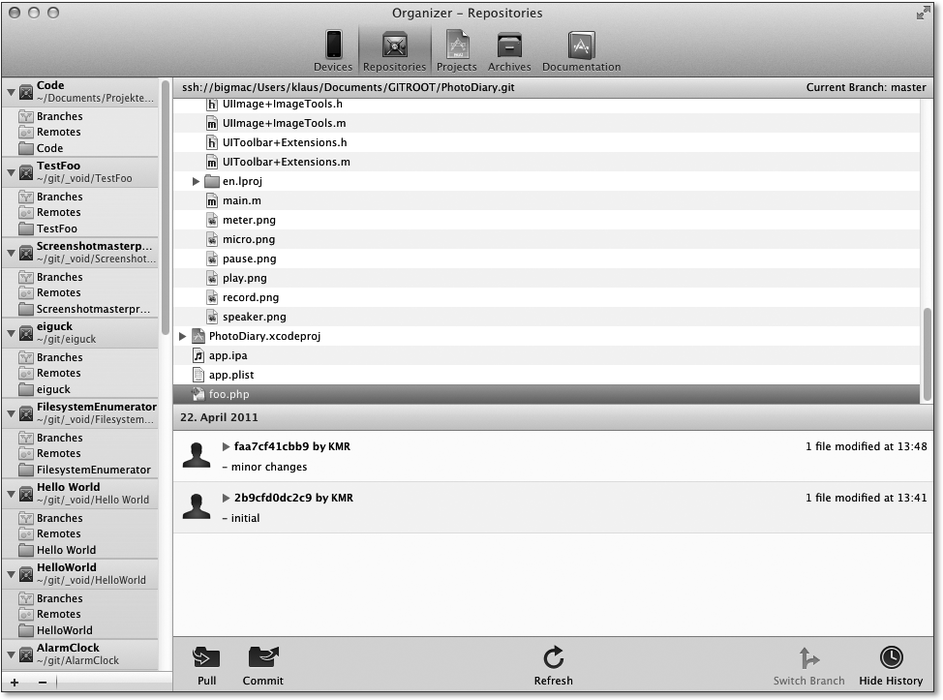 Organizer – Repositories
Devices Repositories Projects Archives Documentation
Code
~/Documents/Projekte...
Branches
Remotes
Code
TestFoo
~/git/_void/TestFoo
Branches
Remotes
TestFoo
Screenshotmasterp...
~/git/_void/Screenshot...
Branches
Remotes
Screenshotmasterpr...
eiguck
~/git/eiguck
Branches
Remotes
eiguck
FilesystemEnumerator
~/git/_void/Filesystem...
Branches
Remotes
FilesystemEnumerator
Hello World
~/git/_void/Hello World
Branches
Remotes
Hello World
HelloWorld
~/git/_void/HelloWorld
Branches
Remotes
HelloWorld
AlarmClock
~/git/AlarmClock
+ −
ssh://bigmac/Users/klaus/Documents/GITROOT/PhotoDiary.git Current Branch: master
h UIImage+ImageTools.h
m UIImage+ImageTools.m
h UIToolbar+Extensions.h
m UIToolbar+Extensions.m
en.lproj
m main.m
meter.png
micro.png
pause.png
play.png
record.png
speaker.png
PhotoDiary.xcodeproj
app.ipa
app.plist
foo.php
22. April 2011
faa7cf41cbb9 by KMR 1 file modified at 13:48
– minor changes
2b9cfd0dc2c9 by KMR 1 file modified at 13:41
– initial
Pull Commit Refresh Switch Branch Hide History